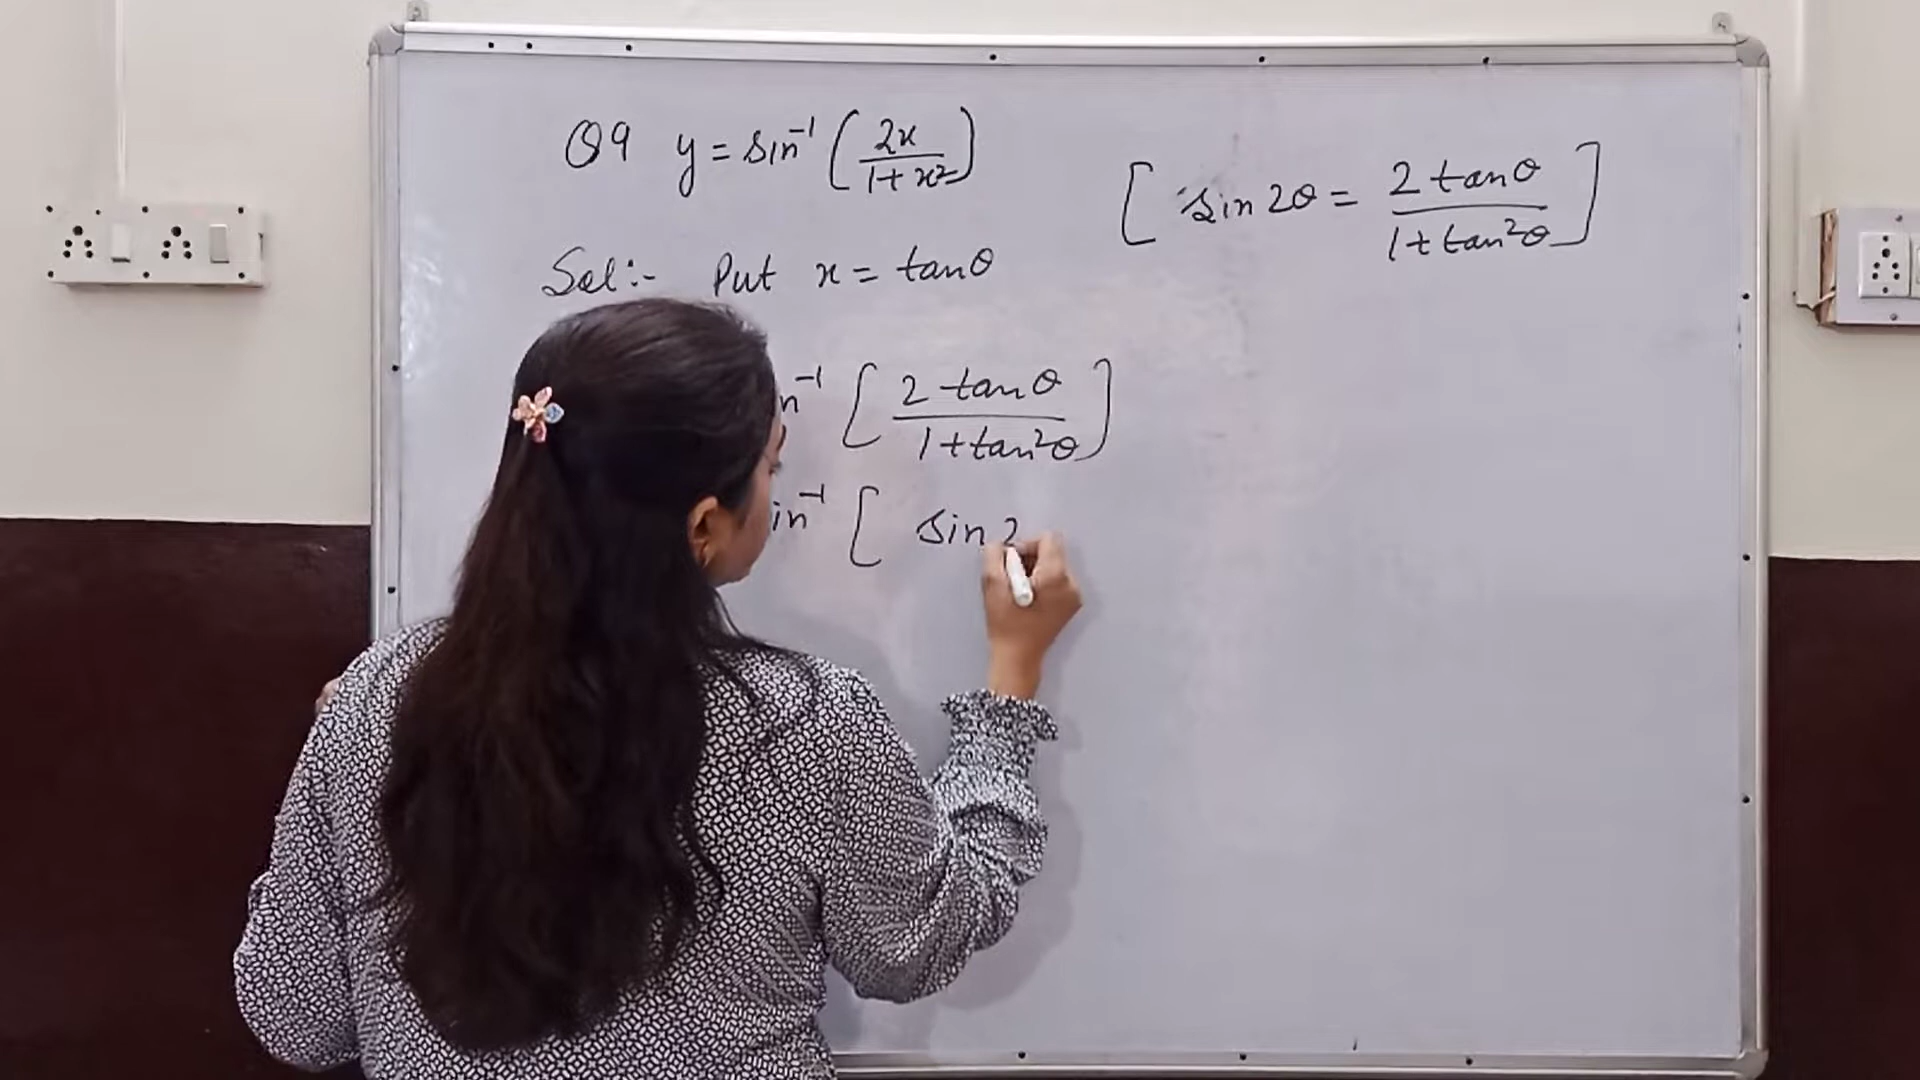 Q9 y = sin⁻¹ (2x / 1 + x²)
[ sin 2θ = 2 tanθ / 1 + tan²θ ]
Sol:- Put x = tanθ
n⁻¹ [ 2 tanθ / 1 + tan²θ ]
in⁻¹ [ sin 2